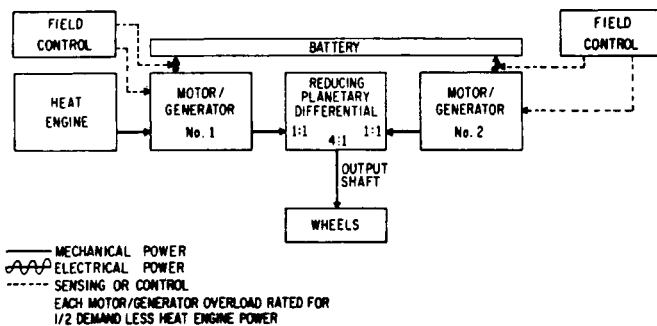 FIELD
CONTROL
BATTERY
FIELD
CONTROL
HEAT
ENGINE
MOTOR/
GENERATOR
No. 1
REDUCING
PLANETARY
DIFFERENTIAL
1:1 1:1
4:1
MOTOR/
GENERATOR
No. 2
OUTPUT
SHAFT
WHEELS
MECHANICAL POWER
ELECTRICAL POWER
SENSING OR CONTROL
EACH MOTOR/GENERATOR OVERLOAD RATED FOR
1/2 DEMAND LESS HEAT ENGINE POWER